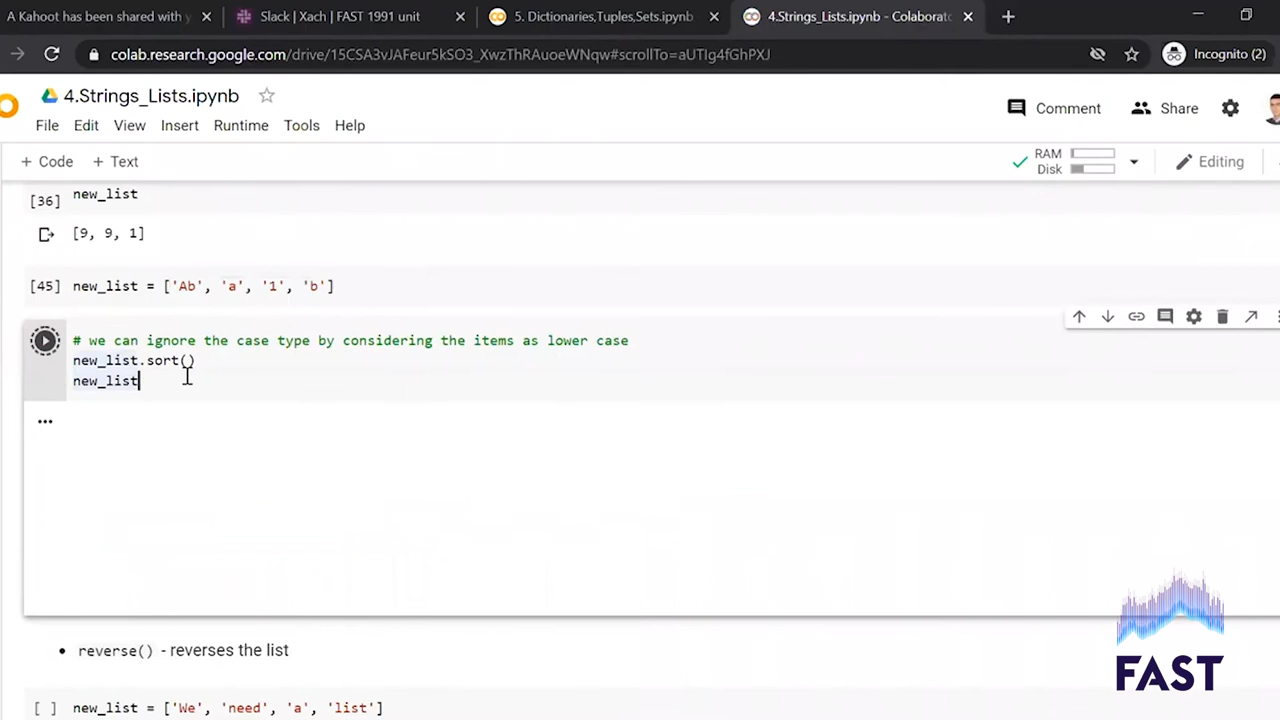 A Kahoot has been shared with y
Slack | Xach | FAST 1991 unit
5. Dictionaries,Tuples,Sets.ipynb
4.Strings_Lists.ipynb - Colaborato
colab.research.google.com/drive/15CSA3vJAFeur5kSO3_XwzThRAuoeWNqw#scrollTo=aUTIg4fGhPXJ
Incognito (2)
4.Strings_Lists.ipynb
Comment
Share
File Edit View Insert Runtime Tools Help
+ Code + Text
RAM
Disk
Editing
[36] new_list
[9, 9, 1]
[45] new_list = ['Ab', 'a', '1', 'b']
# we can ignore the case type by considering the items as lower case
new_list.sort()
new_list
...
• reverse() - reverses the list
[ ] new_list = ['We', 'need', 'a', 'list']
FAST